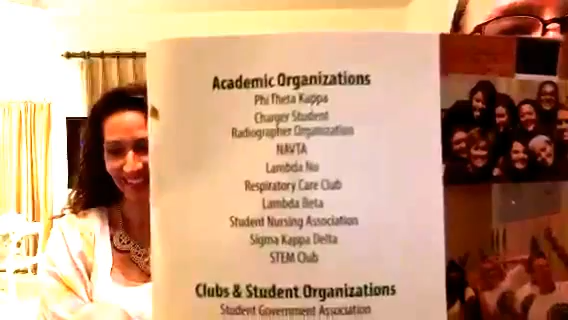 Academic Organizations
Phi Theta Kappa
Charger Student
Radiographer Organization
NAVTA
Lambda Nu
Respiratory Care Club
Lambda Beta
Student Nursing Association
Sigma Kappa Delta
STEM Club
Clubs & Student Organizations
Student Government Association